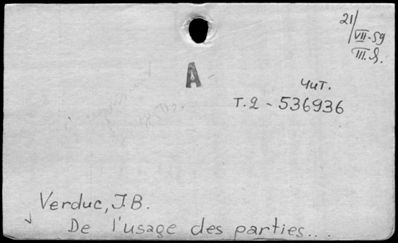 21/VII-59
III.S.
A
Чит.
Т.2 - 536936
Verduc, J.B.
De l'usage des parties...